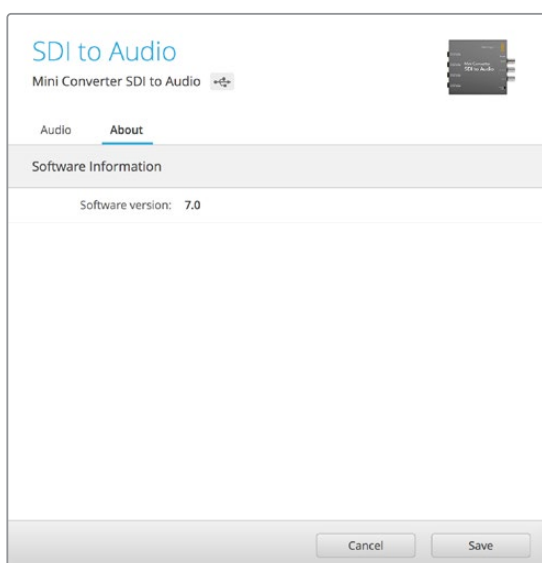 SDI to Audio
Mini Converter SDI to Audio
Audio About
Software Information
Software version: 7.0
Cancel Save